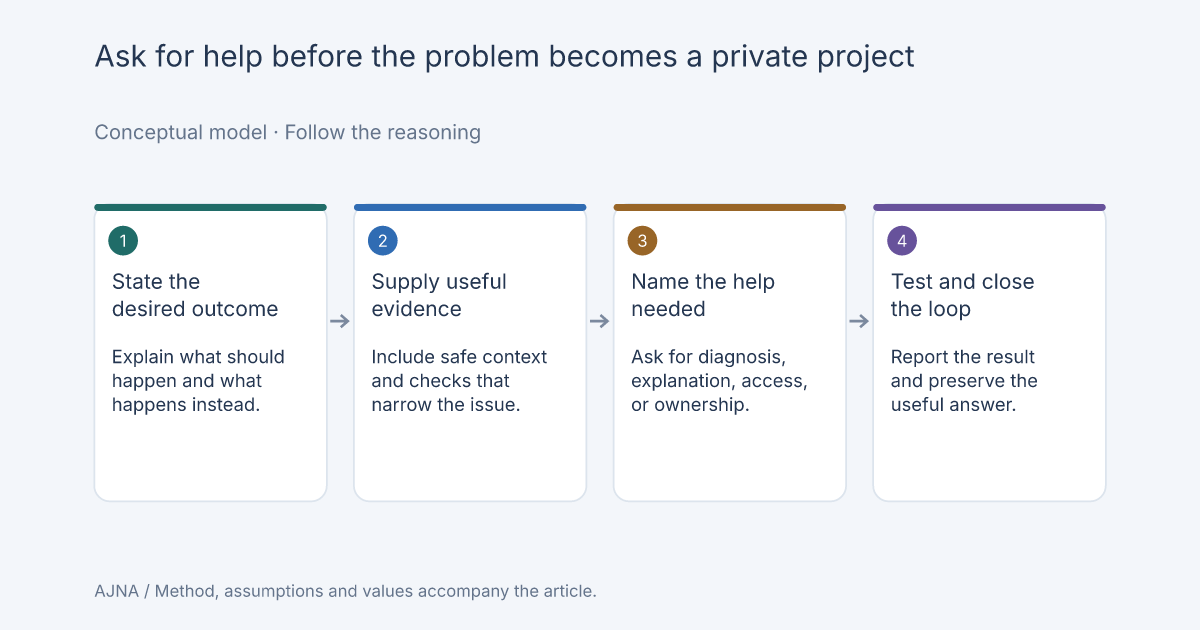 Ask for help before the problem becomes a private project
Conceptual model · Follow the reasoning
1
State the
desired outcome
Explain what should
happen and what
happens instead.
2
Supply useful
evidence
Include safe context
and checks that
narrow the issue.
3
Name the help
needed
Ask for diagnosis,
explanation, access,
or ownership.
4
Test and close
the loop
Report the result
and preserve the
useful answer.
AJNA / Method, assumptions and values accompany the article.